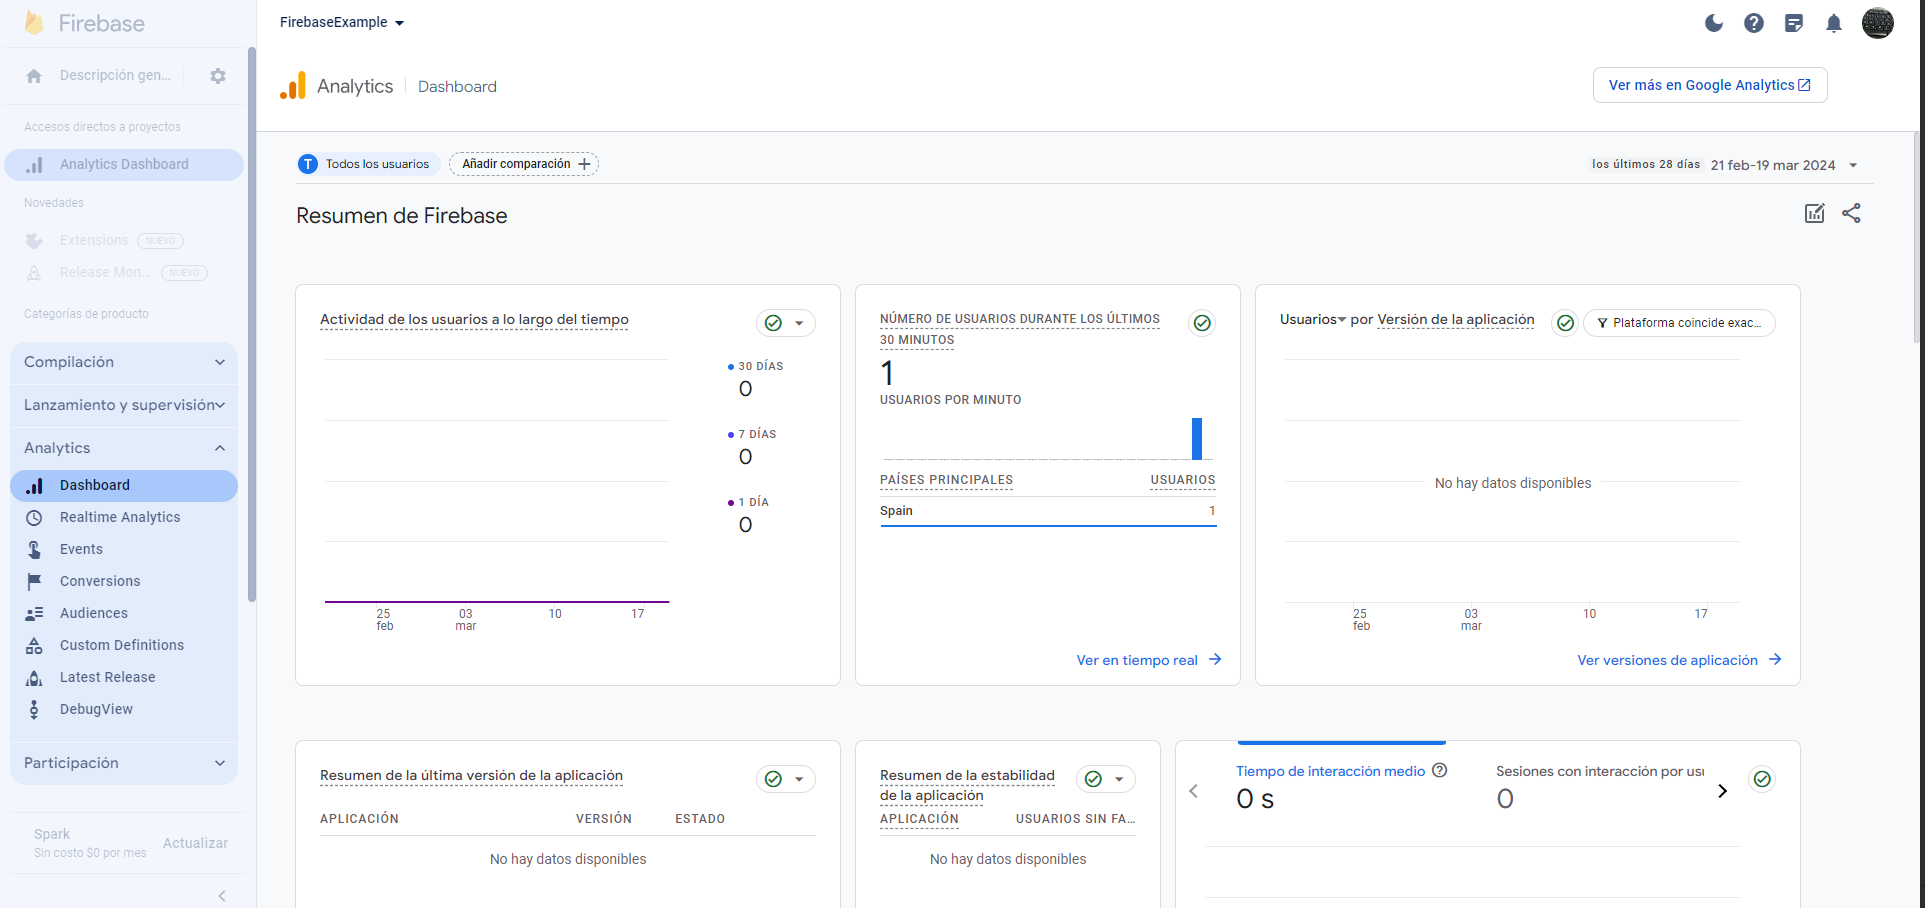 Firebase
Descripción gen...
Accesos directos a proyectos
Analytics Dashboard
Novedades
Extensions
NUEVO
Release Mon...
NUEVO
Categorías de producto
Compilación
Lanzamiento y supervisión
Analytics
Dashboard
Realtime Analytics
Events
Conversions
Audiences
Custom Definitions
Latest Release
DebugView
Participación
Spark
Sin costo $0 por mes
Actualizar
FirebaseExample
Analytics
Dashboard
Ver más en Google Analytics
T
Todos los usuarios
Añadir comparación
los últimos 28 días
21 feb-19 mar 2024
Resumen de Firebase
Actividad de los usuarios a lo largo del tiempo
30 DÍAS
0
7 DÍAS
0
1 DÍA
0
25
feb
03
mar
10
17
NÚMERO DE USUARIOS DURANTE LOS ÚLTIMOS
30 MINUTOS
1
USUARIOS POR MINUTO
PAÍSES PRINCIPALES
USUARIOS
Spain
1
Ver en tiempo real
Usuarios por Versión de la aplicación
Plataforma coincide exac...
No hay datos disponibles
25
feb
03
mar
10
17
Ver versiones de aplicación
Resumen de la última versión de la aplicación
APLICACIÓN
VERSIÓN
ESTADO
No hay datos disponibles
Resumen de la estabilidad
de la aplicación
APLICACIÓN
USUARIOS SIN FA...
No hay datos disponibles
Tiempo de interacción medio
0 s
Sesiones con interacción por usu
0